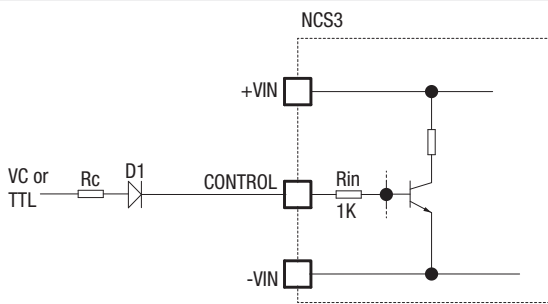 NCS3
+VIN
VC or
TTL
Rc
D1
CONTROL
Rin
1K
-VIN